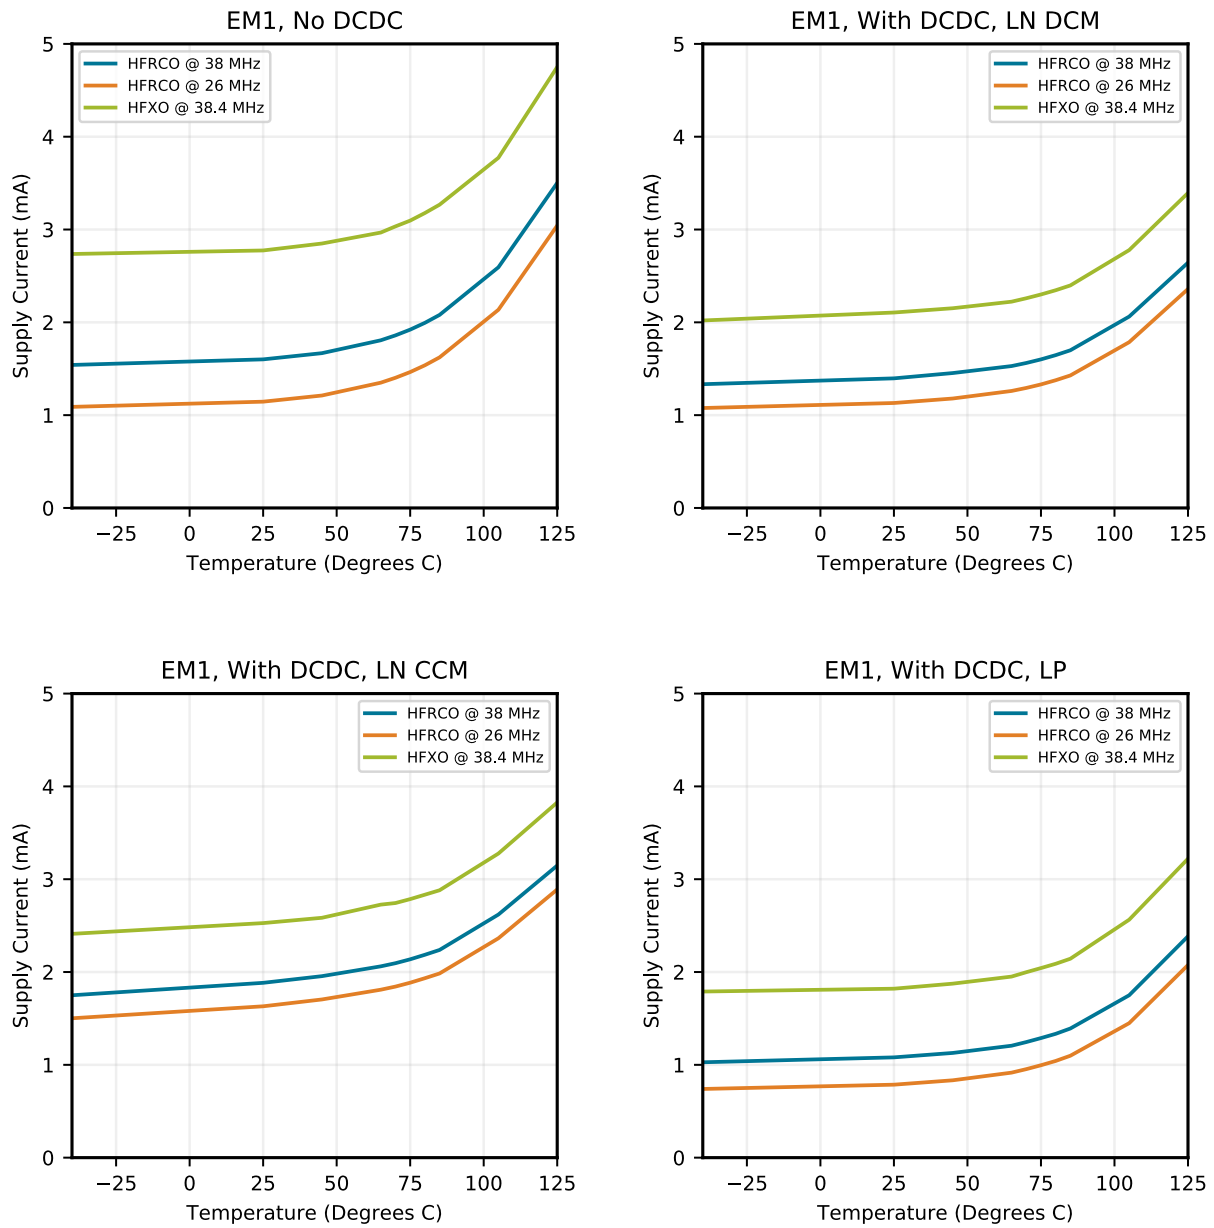 EM1, No DCDC
5
4
3
2
1
0
Supply Current (mA)
HFRCO @ 38 MHz
HFRCO @ 26 MHz
HFXO @ 38.4 MHz
−25 0 25 50 75 100 125
Temperature (Degrees C)
EM1, With DCDC, LN DCM
5
4
3
2
1
0
Supply Current (mA)
HFRCO @ 38 MHz
HFRCO @ 26 MHz
HFXO @ 38.4 MHz
−25 0 25 50 75 100 125
Temperature (Degrees C)
EM1, With DCDC, LN CCM
5
4
3
2
1
0
Supply Current (mA)
HFRCO @ 38 MHz
HFRCO @ 26 MHz
HFXO @ 38.4 MHz
−25 0 25 50 75 100 125
Temperature (Degrees C)
EM1, With DCDC, LP
5
4
3
2
1
0
Supply Current (mA)
HFRCO @ 38 MHz
HFRCO @ 26 MHz
HFXO @ 38.4 MHz
−25 0 25 50 75 100 125
Temperature (Degrees C)